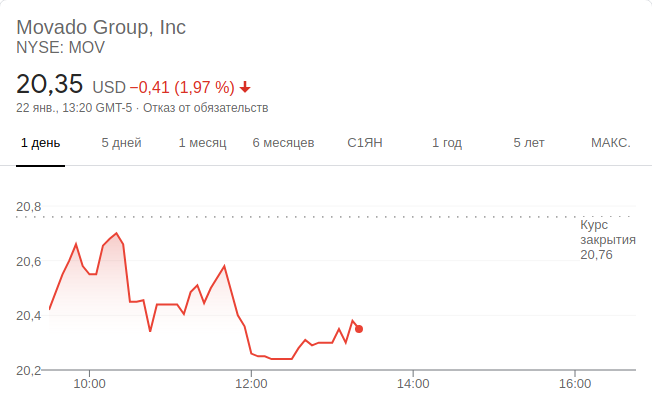 Movado Group, Inc
NYSE: MOV
20,35 USD −0,41 (1,97 %)
22 янв., 13:20 GMT-5 · Отказ от обязательств
1 день 5 дней 1 месяц 6 месяцев С1ЯН 1 год 5 лет МАКС.
20,8
Курс
закрытия
20,76
20,6
20,4
20,2
10:00 12:00 14:00 16:00